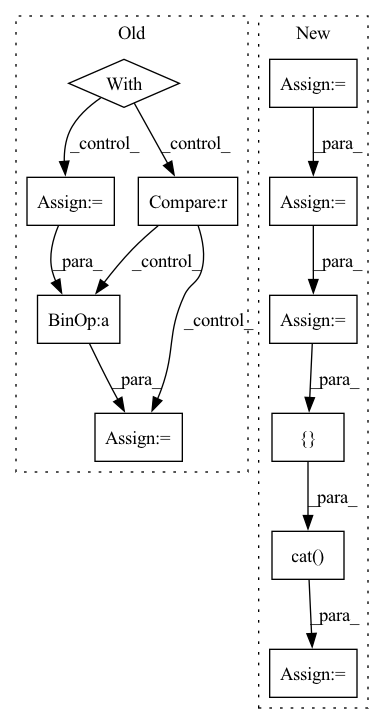 Old
New
With
Assign:=
_control_
_control_
_para_
Assign:=
Compare:r
Assign:=
_para_
_control_
_para_
BinOp:a
_control_
Assign:=
_para_
_para_
Assign:=
{}
_para_
cat()
_para_
Assign:=